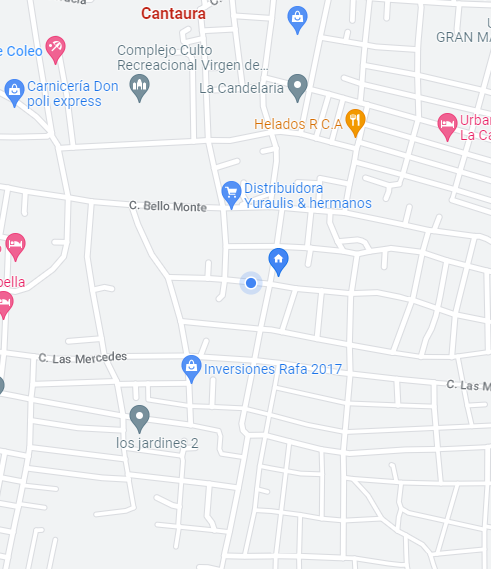 Cantaura
GRAN MA
e Coleo
Complejo Culto
Recreacional Virgen de...
Carnicería Don
poli express
La Candelaria
Helados R C.A
Urban
La Ca
Distribuidora
Yuraulis & hermanos
C. Bello Monte
bella
C. Las Mercedes
Inversiones Rafa 2017
C. Las M
los jardines 2